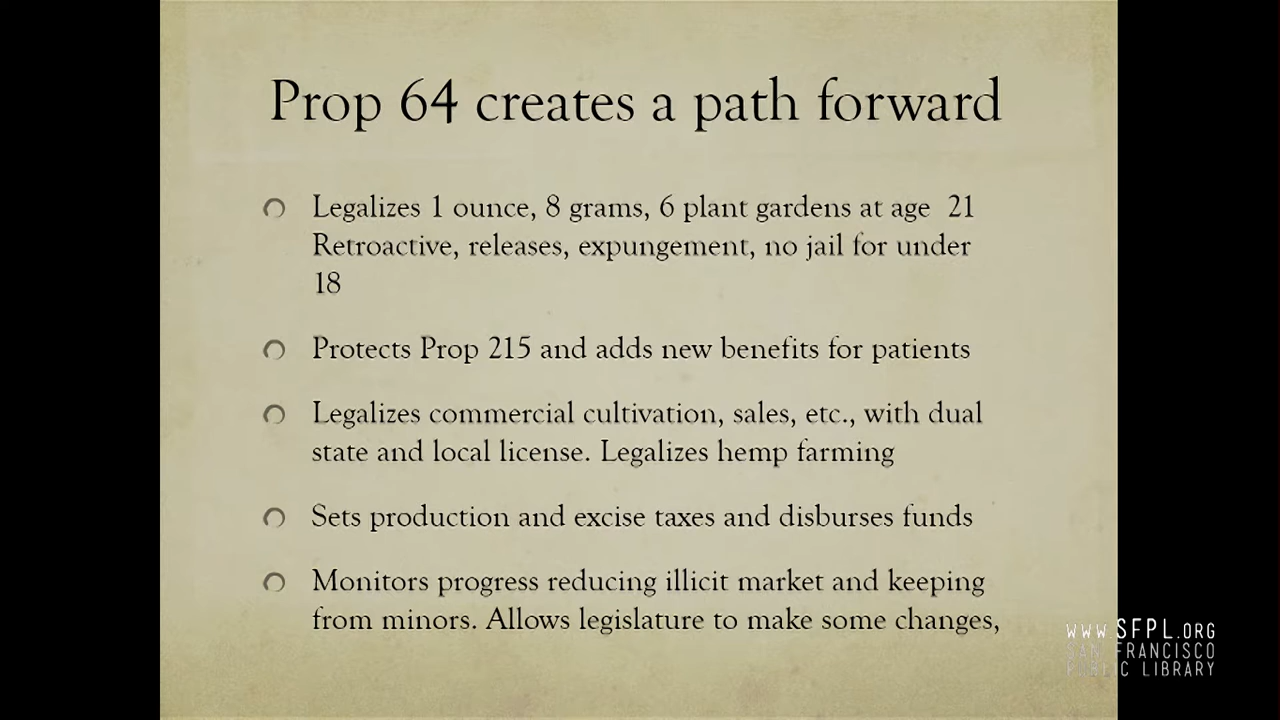 Prop 64 creates a path forward
Legalizes 1 ounce, 8 grams, 6 plant gardens at age 21
Retroactive, releases, expungement, no jail for under
18
Protects Prop 215 and adds new benefits for patients
Legalizes commercial cultivation, sales, etc., with dual
state and local license. Legalizes hemp farming
Sets production and excise taxes and disburses funds
Monitors progress reducing illicit market and keeping
from minors. Allows legislature to make some changes,
WWW.SFPL.ORG
SAN FRANCISCO
PUBLIC LIBRARY